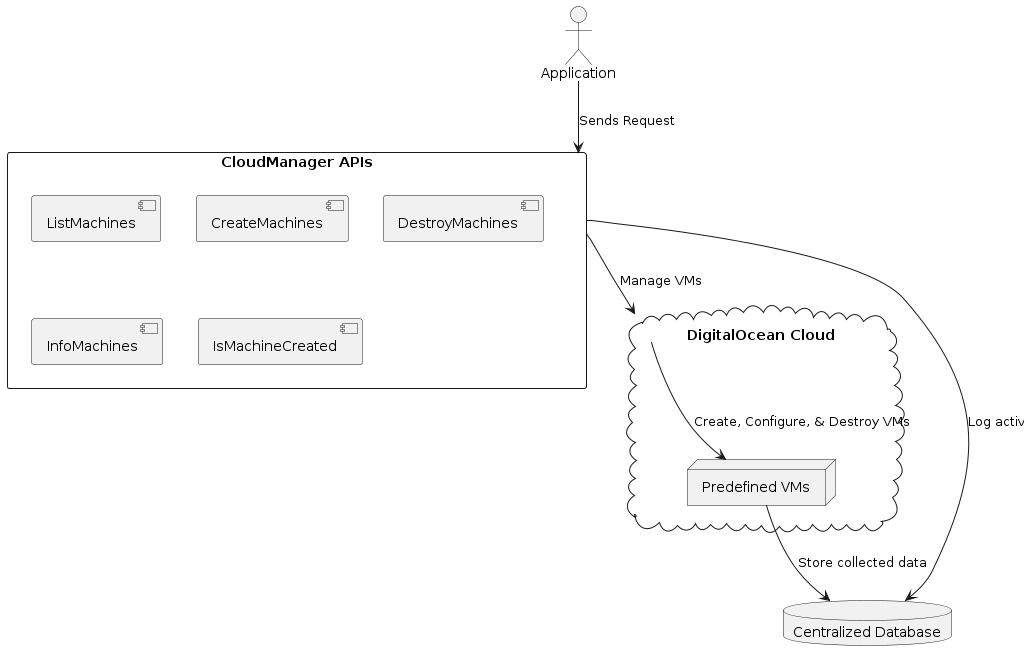 Application
Sends Request
CloudManager APIs
ListMachines
CreateMachines
DestroyMachines
Manage VMs
InfoMachines
IsMachineCreated
DigitalOcean Cloud
Create, Configure, & Destroy VMs
Log activ
Predefined VMs
Store collected data
Centralized Database